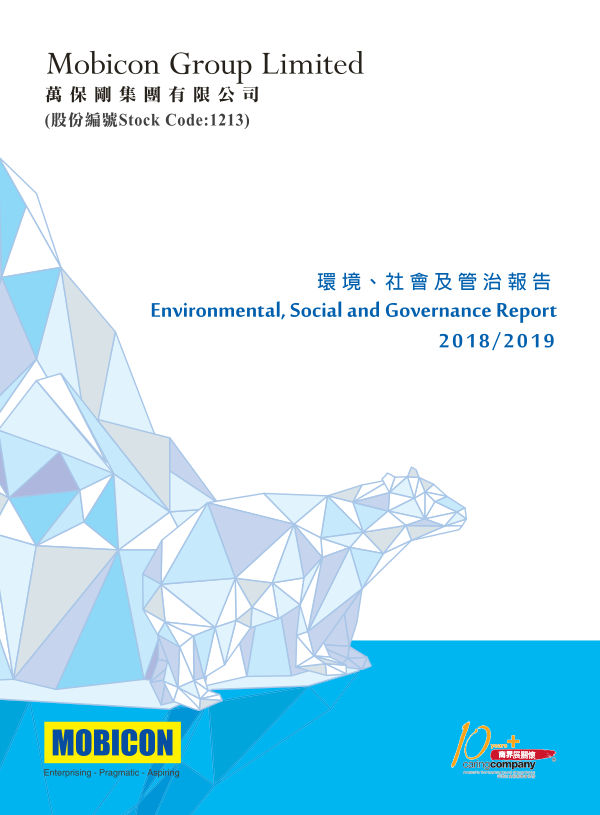 Mobicon Group Limited
萬保剛集團有限公司
(股份編號Stock Code:1213)
環境、社會及管治報告
Environmental, Social and Governance Report
2018/2019
MOBICON
Enterprising - Pragmatic - Aspiring
10 years+
商界展關懷
caringcompany